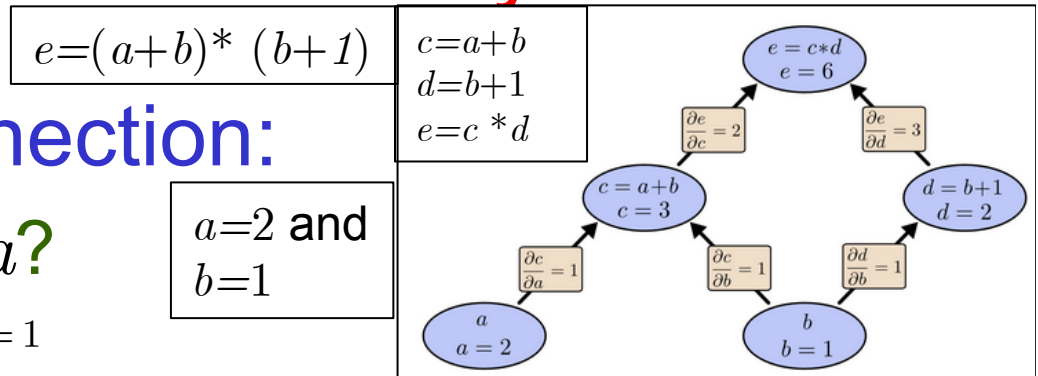 e=(a+b)* (b+1)
c=a+b
d=b+1
e=c *d
nection:
a?
a=2 and
b=1
= 1
e = c*d
e = 6
∂e/∂c = 2
∂e/∂d = 3
c = a+b
c = 3
d = b+1
d = 2
∂c/∂a = 1
∂c/∂b = 1
∂d/∂b = 1
a
a = 2
b
b = 1